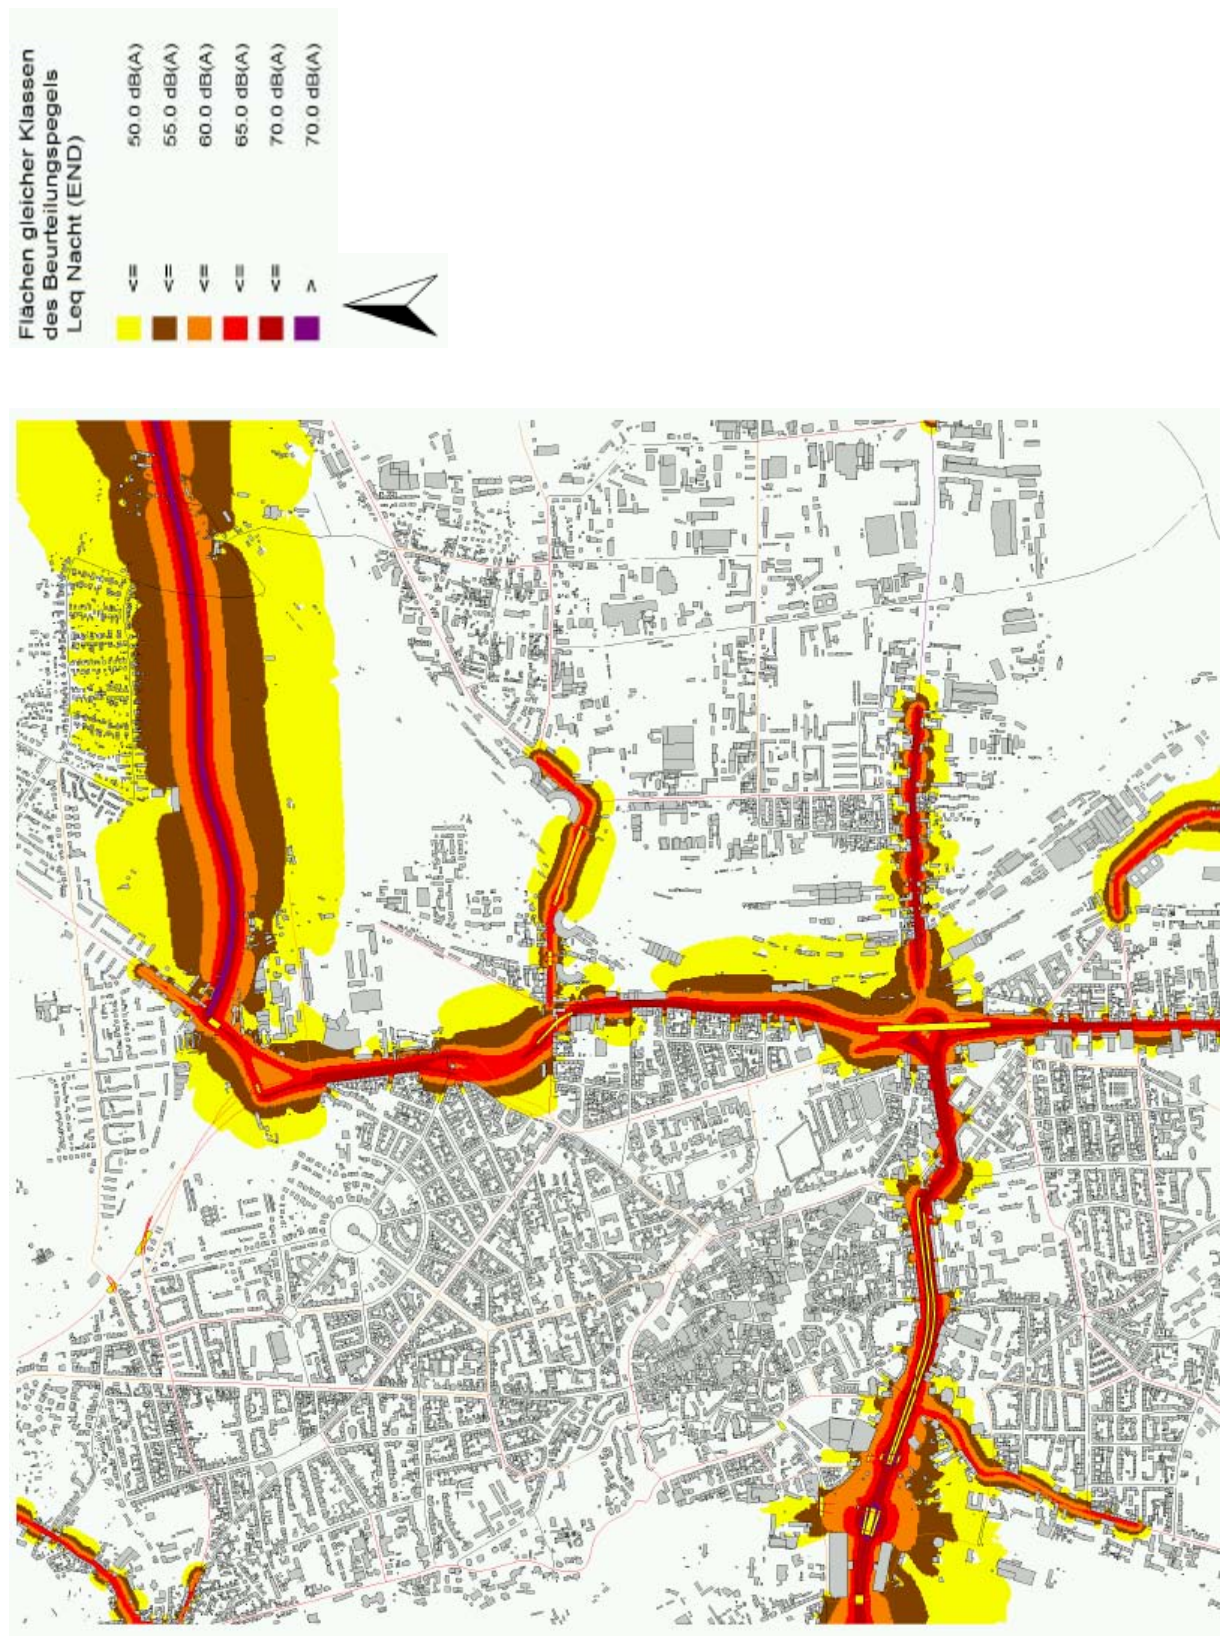 Flächen gleicher Klassen
des Beurteilungspegels
Leq Nacht (END)
<= 50.0 dB(A)
<= 55.0 dB(A)
<= 60.0 dB(A)
<= 65.0 dB(A)
<= 70.0 dB(A)
> 70.0 dB(A)